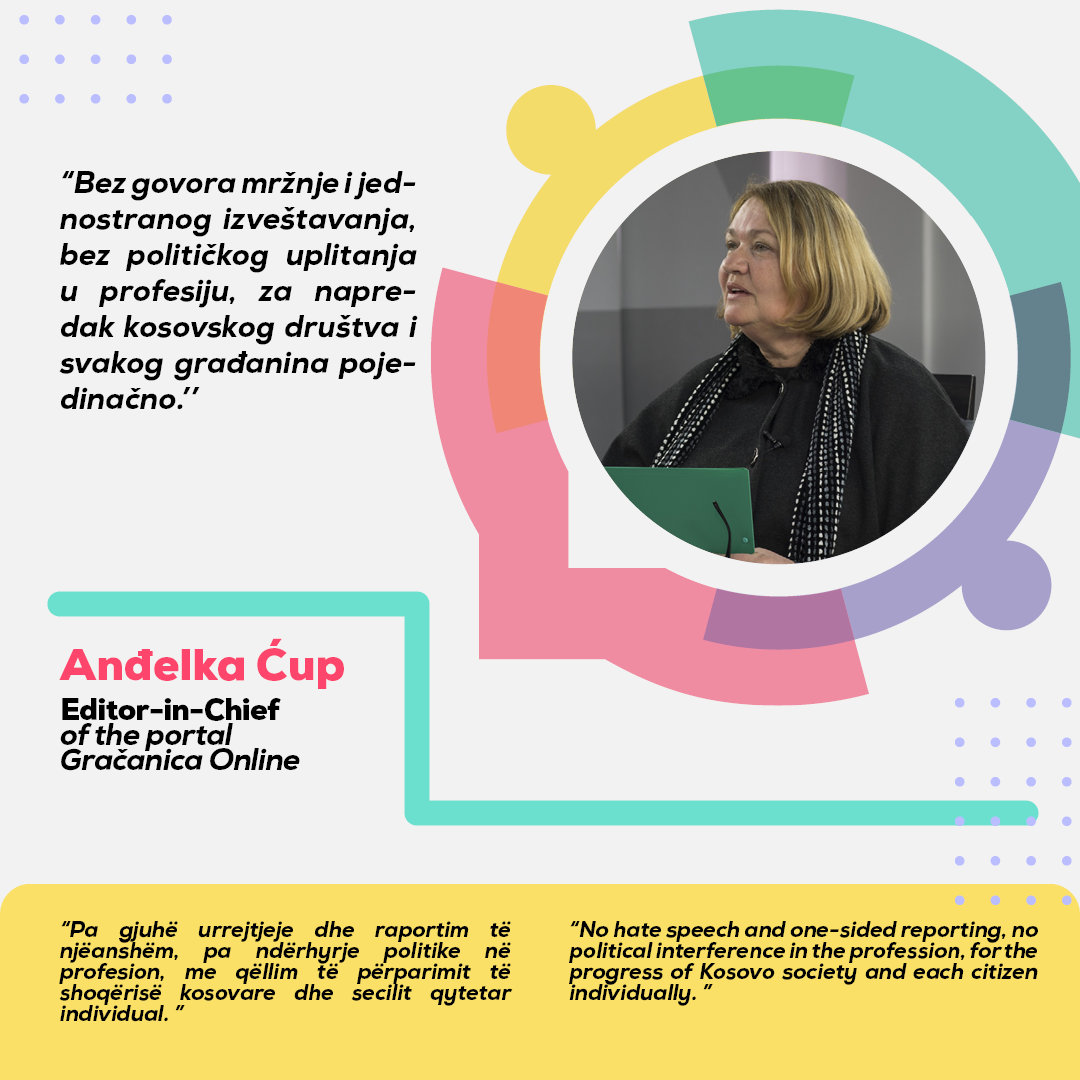 “Bez govora mržnje i jed-
nostranog izveštavanja,
bez političkog uplitanja
u profesiju, za napre-
dak kosovskog društva i
svakog građanina poje-
dinačno.’’
Anđelka Ćup
Editor-in-Chief
of the portal
Gračanica Online
“Pa gjuhë urrejtjeje dhe raportim të
njëanshëm, pa ndërhyrje politike në
profesion, me qëllim të përparimit të
shoqërisë kosovare dhe secilit qytetar
individual. ”
“No hate speech and one-sided reporting, no
political interference in the profession, for the
progress of Kosovo society and each citizen
individually. ”